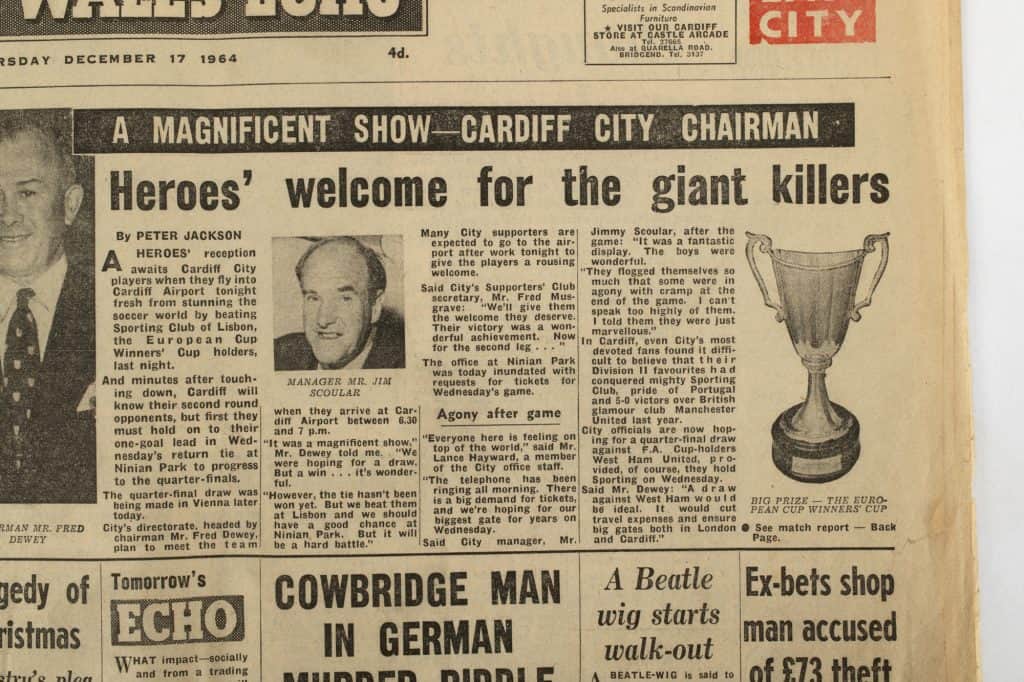 WALES ECHO
RSDAY DECEMBER 17 1964
4d.
Specialists in Scandinavian
Furniture
★ VISIT OUR CARDIFF
STORE AT CASTLE ARCADE
Tel. 27665
Also at QUARELLA ROAD,
BRIDGEND. Tel. 3137
CITY
A MAGNIFICENT SHOW—CARDIFF CITY CHAIRMAN
Heroes' welcome for the giant killers
By PETER JACKSON
A HEROES' reception
awaits Cardiff City
players when they fly into
Cardiff Airport tonight
fresh from stunning the
soccer world by beating
Sporting Club of Lisbon,
the European Cup
Winners' Cup holders,
last night.
And minutes after touch-
ing down, Cardiff will
know their second round
opponents, but first they
must hold on to their
one-goal lead in Wed-
nesday's return tie at
Ninian Park to progress
to the quarter-finals.
The quarter-final draw was
being made in Vienna later
today.
City's directorate, headed by
chairman Mr. Fred Dewey,
plan to meet the team
RMAN MR. FRED
DEWEY
MANAGER MR. JIM
SCOULAR
when they arrive at Car-
diff Airport between 6.30
and 7 p.m.
"It was a magnificent show,"
Mr. Dewey told me. "We
were hoping for a draw.
But a win . . . it's wonder-
ful.
"However, the tie hasn't been
won yet. But we beat them
at Lisbon and we should
have a good chance at
Ninian Park. But it will
be a hard battle."
Many City supporters are
expected to go to the air-
port after work tonight to
give the players a rousing
welcome.
Said City's Supporters' Club
secretary, Mr. Fred Mus-
grave: "We'll give them
the welcome they deserve.
Their victory was a won-
derful achievement. Now
for the second leg . . ."
The office at Ninian Park
was today inundated with
requests for tickets for
Wednesday's game.
Agony after game
"Everyone here is feeling on
top of the world," said Mr.
Lance Hayward, a member
of the City office staff.
"The telephone has been
ringing all morning. There
is a big demand for tickets,
and we're hoping for our
biggest gate for years on
Wednesday.
Said City manager, Mr.
Jimmy Scoular, after the
game: "It was a fantastic
display. The boys were
wonderful.
"They flogged themselves so
much that some were in
agony with cramp at the
end of the game. I can't
speak too highly of them.
I told them they were just
marvellous."
In Cardiff, even City's most
devoted fans found it diffi-
cult to believe that their
Division II favourites had
conquered mighty Sporting
Club, pride of Portugal
and 5-0 victors over British
glamour club Manchester
United last year.
City officials are now hop-
ing for a quarter-final draw
against F.A. Cup-holders
West Ham United, pro-
vided, of course, they hold
Sporting on Wednesday.
Said Mr. Dewey: "A draw
against West Ham would
be ideal. It would cut
travel expenses and ensure
big gates both in London
and Cardiff."
BIG PRIZE — THE EURO-
PEAN CUP WINNERS' CUP
● See match report — Back
Page.
gedy of
ristmas
stry's plea
Tomorrow's
ECHO
WHAT impact—socially
and from a trading
COWBRIDGE MAN
IN GERMAN
MURDER RIDDLE
A Beatle
wig starts
walk-out
A BEATLE-WIG is said to
Ex-bets shop
man accused
of £73 theft